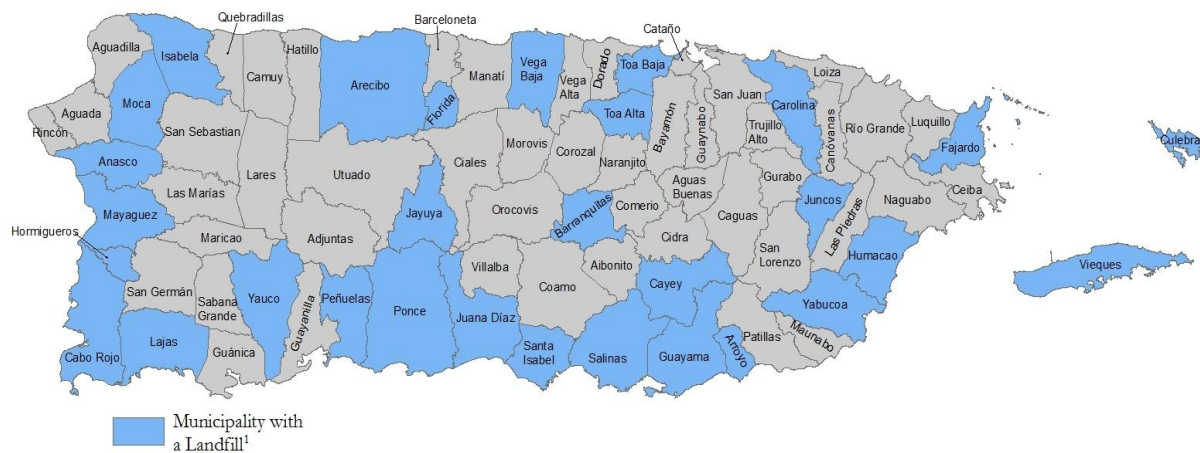 Quebradillas
Barceloneta
Cataño
Aguadilla
Isabela
Hatillo
Camuy
Arecibo
Manatí
Vega
Baja
Vega
Alta
Dorado
Toa Baja
San Juan
Loiza
Moca
Aguada
Rincón
San Sebastian
Florida
Toa Alta
Bayamón
Guaynabo
Trujillo
Alto
Carolina
Canóvanas
Río Grande
Luquillo
Fajardo
Culebra
Anasco
Lares
Utuado
Ciales
Morovis
Corozal
Naranjito
Aguas
Buenas
Gurabo
Ceiba
Las Marías
Mayaguez
Jayuya
Orocovis
Barranquitas
Comerio
Caguas
Juncos
Las Piedras
Naguabo
Hormigueros
Maricao
Adjuntas
Cidra
San
Lorenzo
Humacao
Villalba
Aibonito
Vieques
San Germán
Sabana
Grande
Yauco
Guayanilla
Peñuelas
Ponce
Juana Díaz
Coamo
Cayey
Yabucoa
Cabo Rojo
Lajas
Guánica
Santa
Isabel
Salinas
Guayama
Arroyo
Patillas
Maunabo
Municipality with
a Landfill1